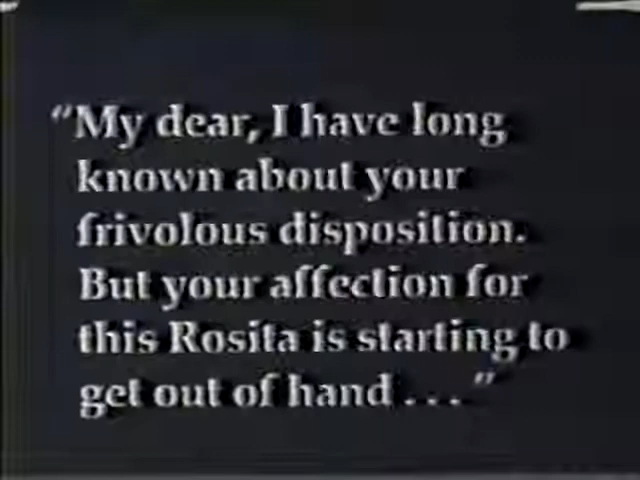 “My dear, I have long
known about your
frivolous disposition.
But your affection for
this Rosita is starting to
get out of hand . . . ”